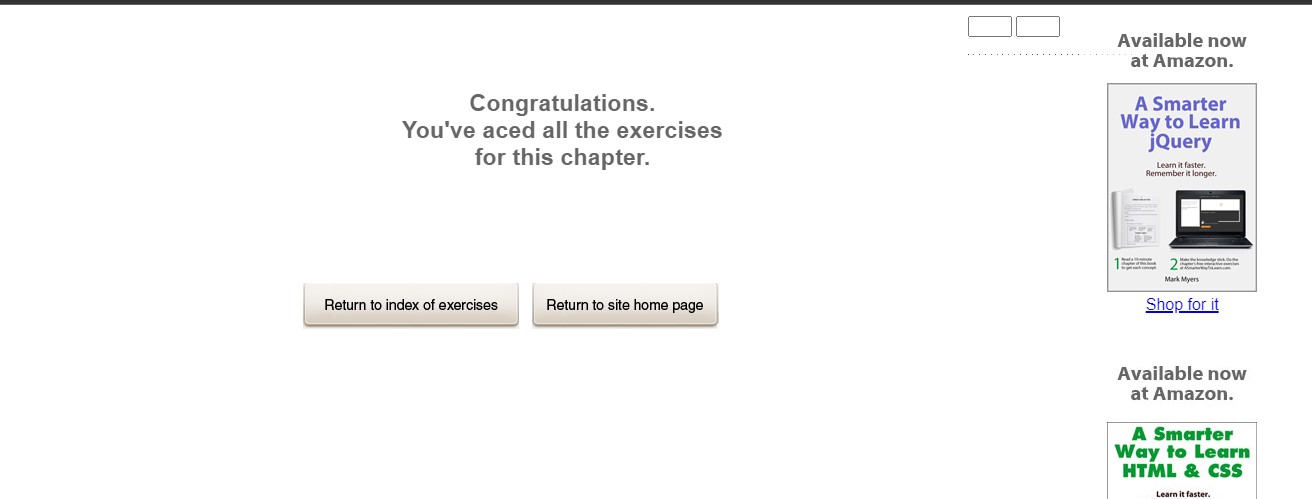 Congratulations.
You've aced all the exercises
for this chapter.
Return to index of exercises
Return to site home page
Available now
at Amazon.
A Smarter
Way to Learn
jQuery
Learn it faster.
Remember it longer.
1 Read a 10-minute
chapter of this book
to get each concept.
2 Make the knowledge stick. Do the
chapter's free interactive exercises
at ASmarterWayToLearn.com.
Mark Myers
Shop for it
Available now
at Amazon.
A Smarter
Way to Learn
HTML & CSS
Learn it faster.